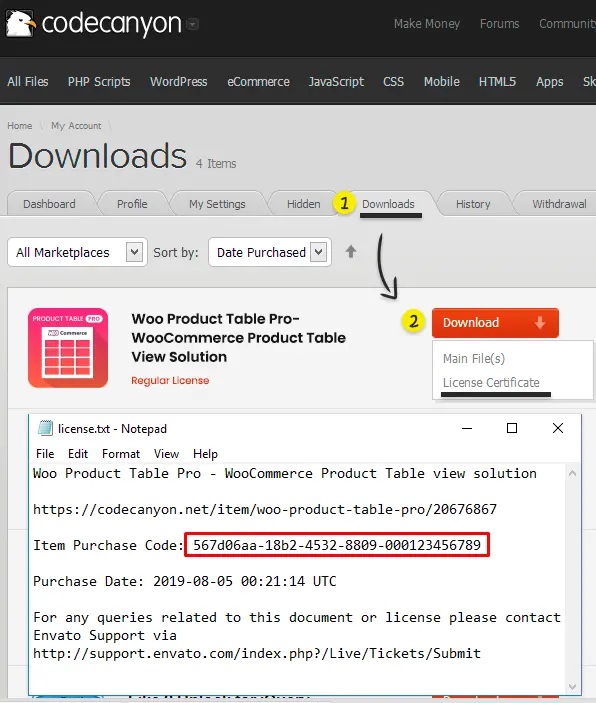 codecanyon
Make Money Forums Community
All Files PHP Scripts WordPress eCommerce JavaScript CSS Mobile HTML5 Apps Sk
Home \ My Account \
Downloads 4 Items
Dashboard Profile My Settings Hidden 1 Downloads History Withdrawal
All Marketplaces Sort by: Date Purchased
PRODUCT TABLE PRO
WOO Commerce
Woo Product Table Pro-
WooCommerce Product Table
View Solution
Regular License
2 Download
Main File(s)
License Certificate
license.txt - Notepad
File Edit Format View Help
Woo Product Table Pro - WooCommerce Product Table view solution
https://codecanyon.net/item/woo-product-table-pro/20676867
Item Purchase Code: 567d06aa-18b2-4532-8809-000123456789
Purchase Date: 2019-08-05 00:21:14 UTC
For any queries related to this document or license please contact
Envato Support via
http://support.envato.com/index.php?/Live/Tickets/Submit